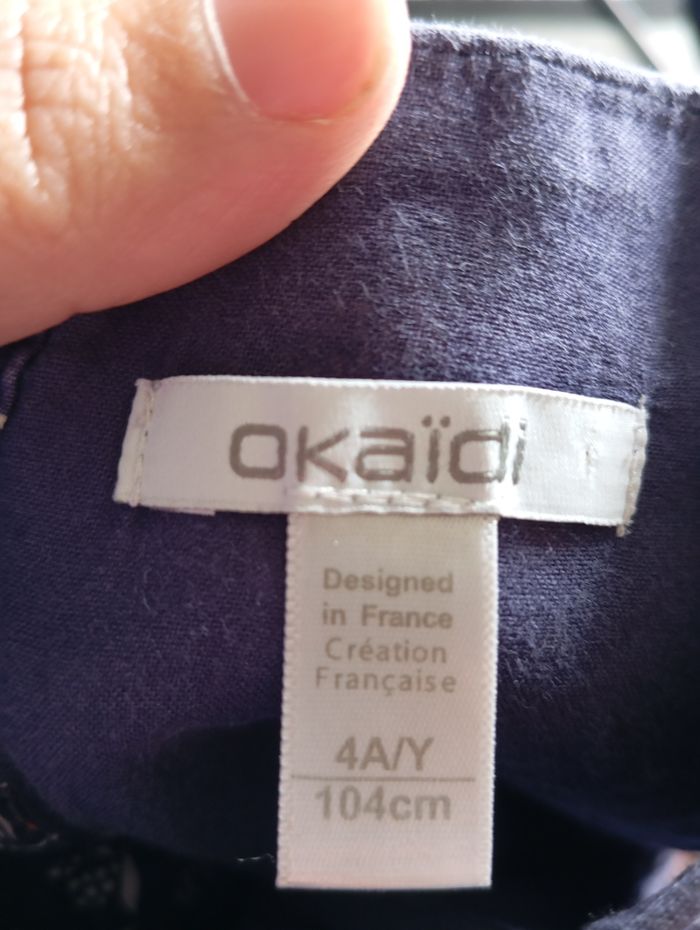 okaïdi
Designed
in France
Création
Française
4A/Y
104cm